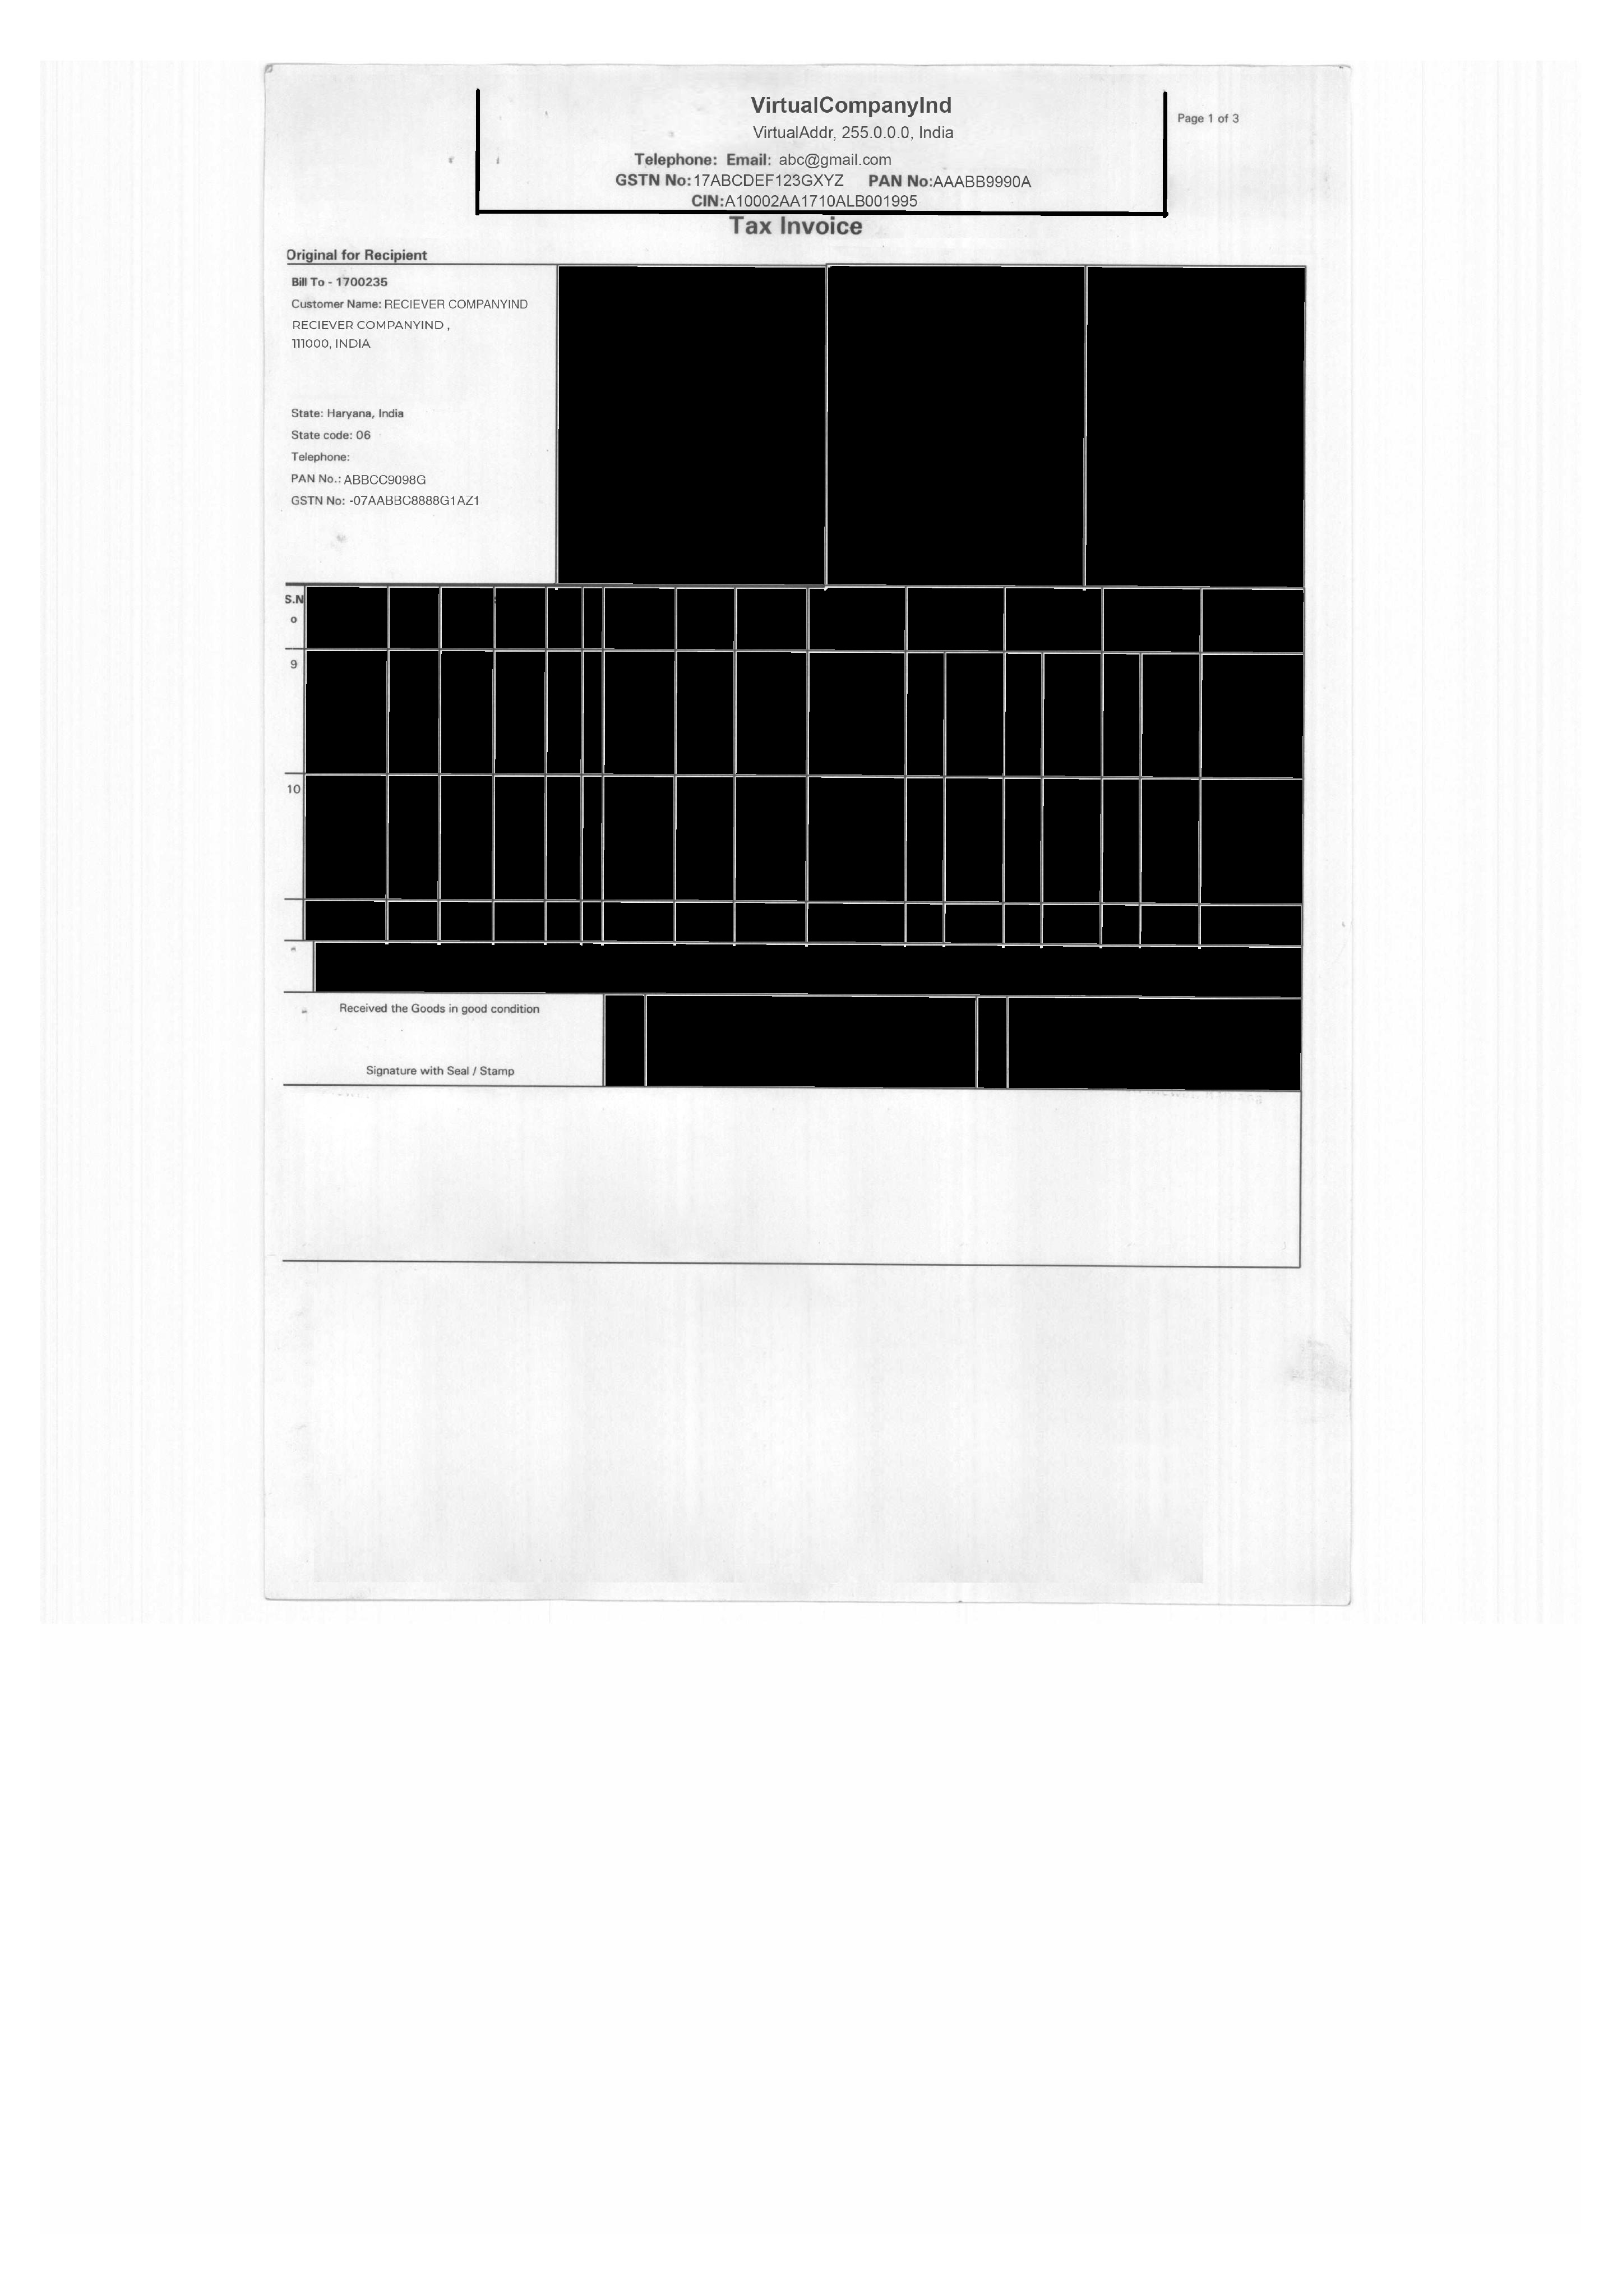 VirtualCompanyInd
Page 1 of 3
VirtualAddr, 255.0.0.0, India
Telephone: Email: abc@gmail.com
GSTN No:17ABCDEF123GXYZ PAN No:AAABB9990A
CIN:A10002AA1710ALB001995
Tax Invoice
Original for Recipient
Bill To - 1700235
Customer Name: RECIEVER COMPANYIND
RECIEVER COMPANYIND ,
111000, INDIA
State: Haryana, India
State code: 06
Telephone:
PAN No.: ABBCC9098G
GSTN No: -07AABBC8888G1AZ1
S.N
o
9
10
Received the Goods in good condition
Signature with Seal / Stamp